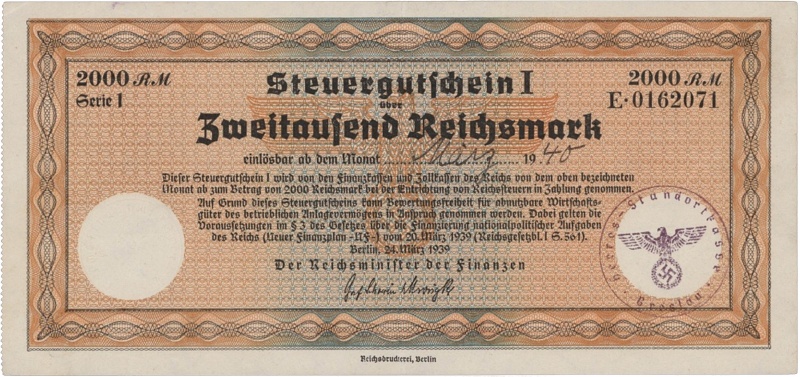 2000 RM
Steuergutschein I
2000 RM
Serie I
über
E·0162071
Zweitausend Reichsmark
einlösbar ab dem Monat März 1940
Dieser Steuergutschein I wird von den Finanzkassen und Zollkassen des Reichs von dem oben bezeichneten
Monat ab zum Betrag von 2000 Reichsmark bei der Entrichtung von Reichssteuern in Zahlung genommen.
Auf Grund dieses Steuergutscheins kann Bewertungsfreiheit für abnutzbare Wirtschafts-
güter des betrieblichen Anlagevermögens in Anspruch genommen werden. Dabei gelten die
Voraussetzungen im § 3 des Gesetzes über die Finanzierung nationalpolitischer Aufgaben
des Reichs (Neuer Finanzplan -NF-) vom 20. März 1939 (Reichsgesetzbl. I S. 561).
Berlin, 24. März 1939
Der Reichsminister der Finanzen
Heeres-Standortkasse
Breslau
Reichsdruckerei, Berlin